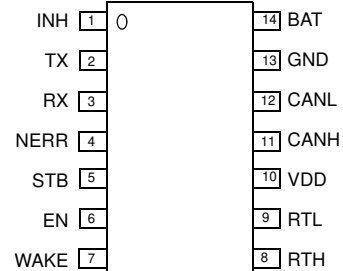 INH 1 14 BAT
TX 2 13 GND
RX 3 12 CANL
NERR 4 11 CANH
STB 5 10 VDD
EN 6 9 RTL
WAKE 7 8 RTH